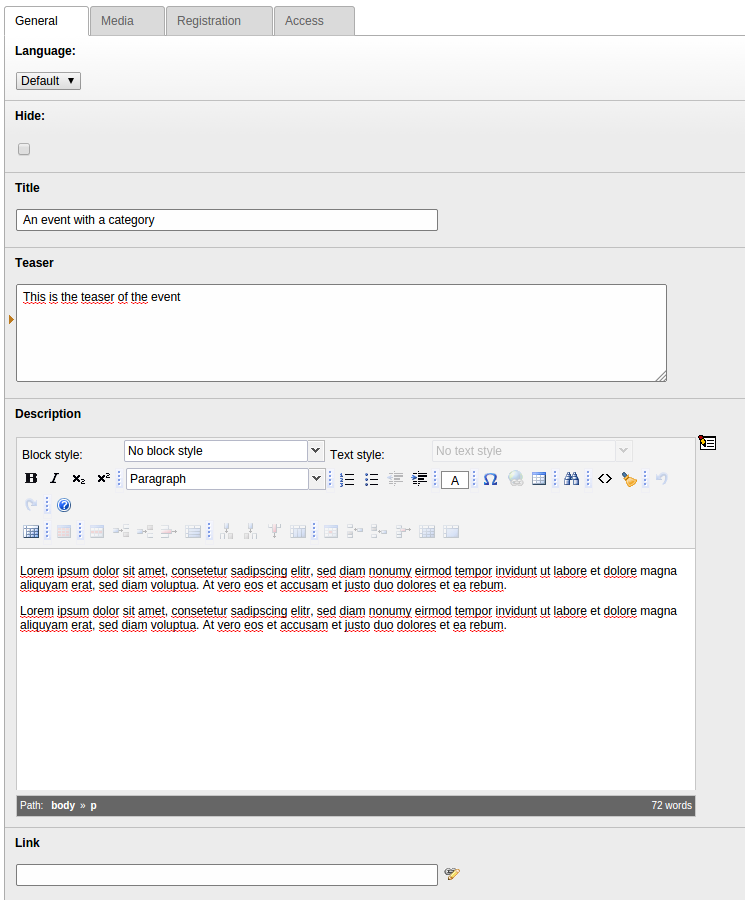 General Media Registration Access
Language:
Default
Hide:
Title
An event with a category
Teaser
This is the teaser of the event
Description
Block style: No block style Text style: No text style
B I x₂ x² Paragraph A Ω <> ?
Lorem ipsum dolor sit amet, consetetur sadipscing elitr, sed diam nonumy eirmod tempor invidunt ut labore et dolore magna
aliquyam erat, sed diam voluptua. At vero eos et accusam et justo duo dolores et ea rebum.
Lorem ipsum dolor sit amet, consetetur sadipscing elitr, sed diam nonumy eirmod tempor invidunt ut labore et dolore magna
aliquyam erat, sed diam voluptua. At vero eos et accusam et justo duo dolores et ea rebum.
Path: body » p 72 words
Link